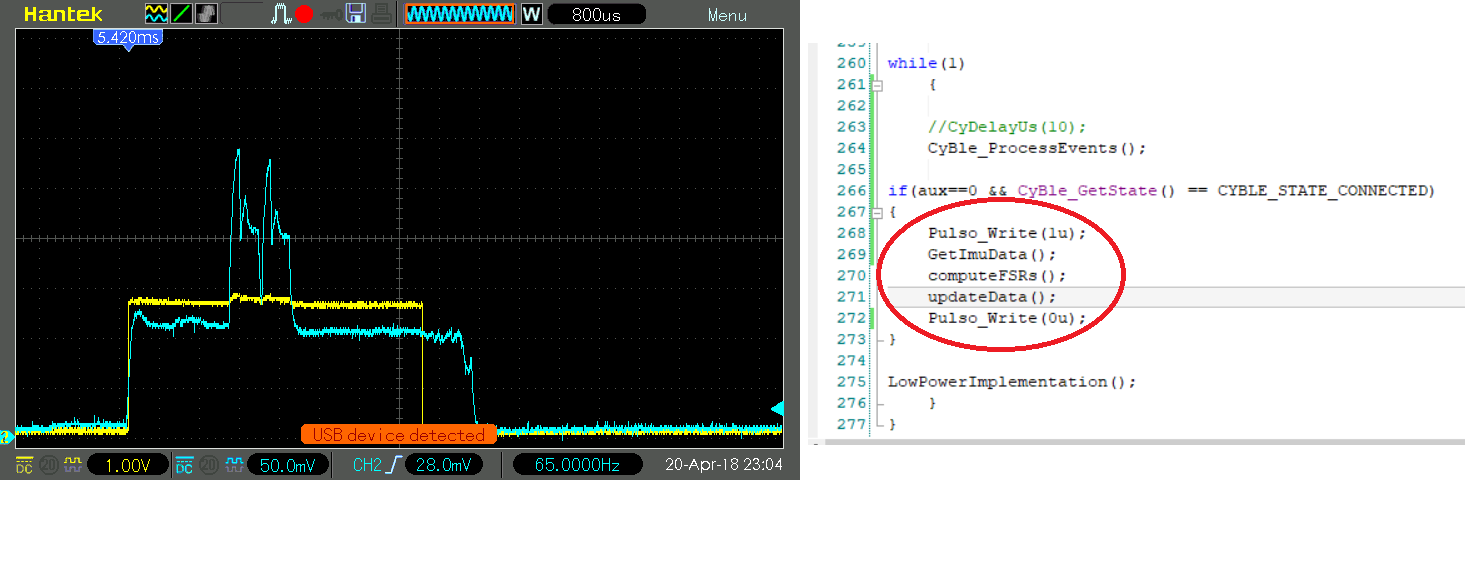 Hantek
W
800us
Menu
5.420ms
USB device detected
DC
20
1.00V
DC
20
50.0mV
CH2
28.0mV
65.0000Hz
20-Apr-18 23:04
260 while(1)
261 {
262
263 //CyDelayUs(10);
264 CyBle_ProcessEvents();
265
266 if(aux==0 && CyBle_GetState() == CYBLE_STATE_CONNECTED)
267 {
268 Pulso_Write(1u);
269 GetImuData();
270 computeFSRs();
271 updateData();
272 Pulso_Write(0u);
273 }
274
275 LowPowerImplementation();
276 }
277 }